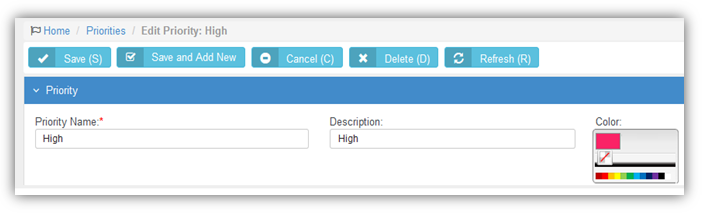 Home / Priorities / Edit Priority: High
Save (S) Save and Add New Cancel (C) Delete (D) Refresh (R)
Priority
Priority Name:* Description: Color:
High High